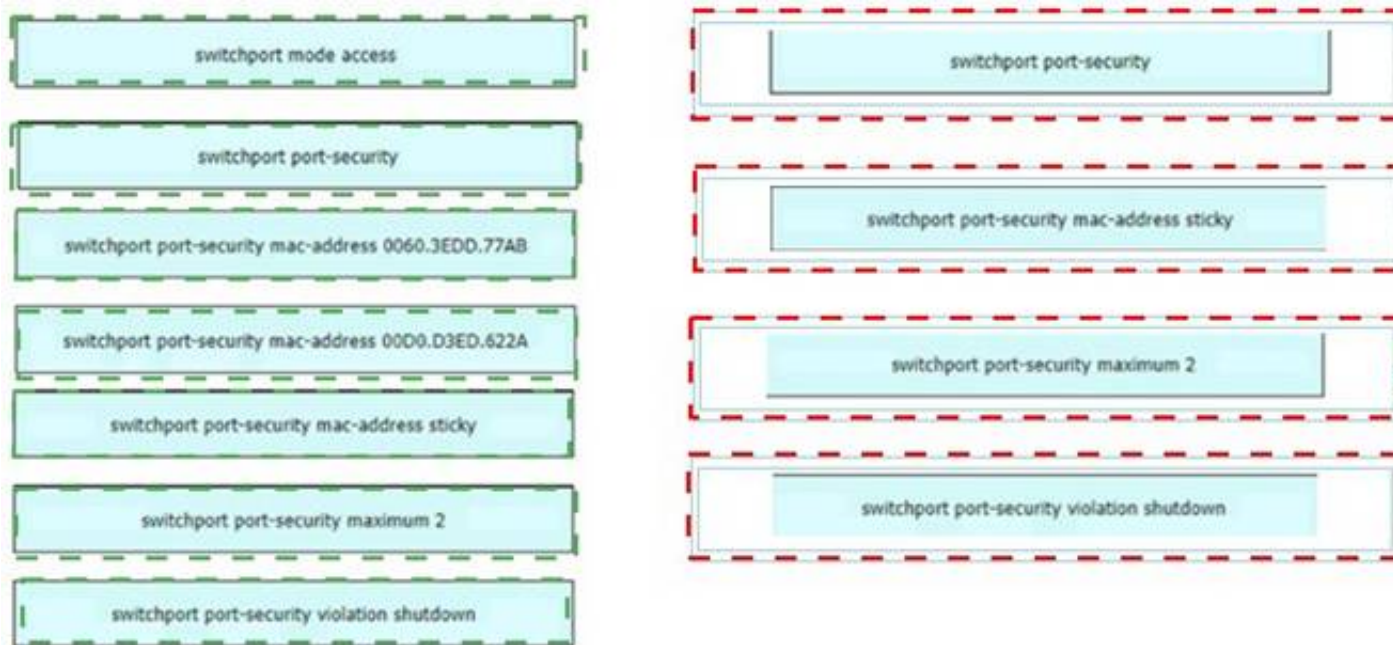 switchport mode access
switchport port-security
switchport port-security mac-address 0060.3EDD.77AB
switchport port-security mac-address 00D0.D3ED.622A
switchport port-security mac-address sticky
switchport port-security maximum 2
switchport port-security violation shutdown
switchport port-security
switchport port-security mac-address sticky
switchport port-security maximum 2
switchport port-security violation shutdown